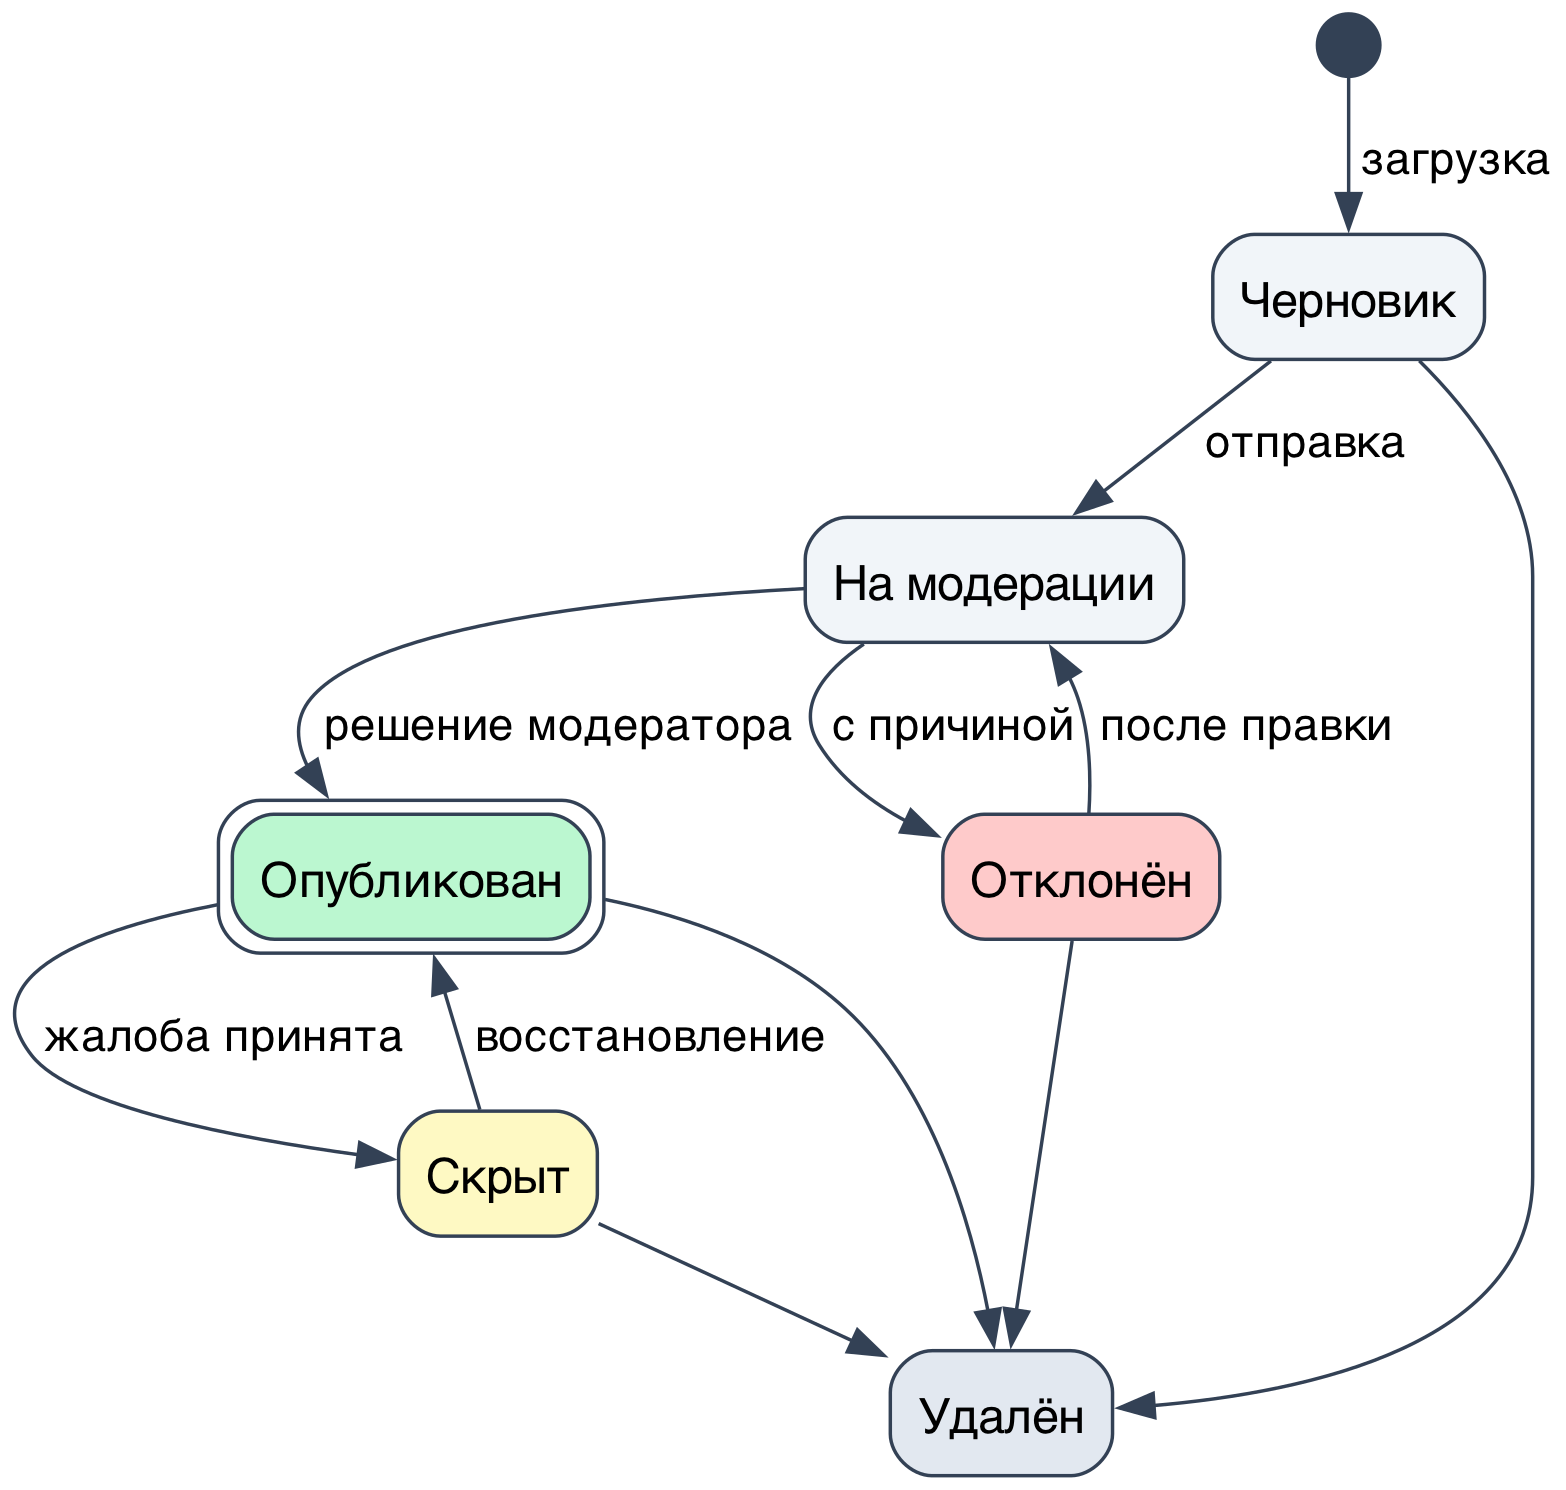 загрузка
Черновик
отправка
На модерации
решение модератора
с причиной
после правки
Опубликован
Отклонён
жалоба принята
восстановление
Скрыт
Удалён